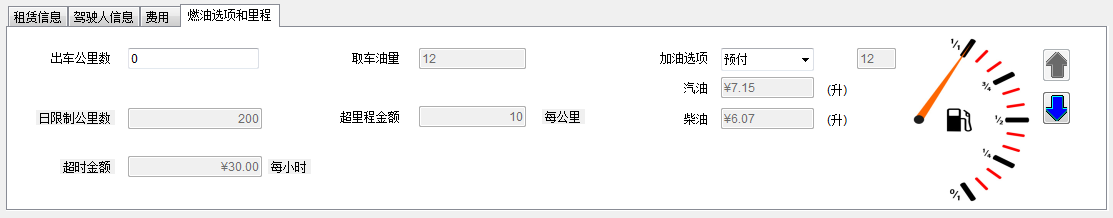 租赁信息 驾驶人信息 费用 燃油选项和里程
出车公里数 0 取车油量 12 加油选项 预付 12
汽油 ¥7.15 (升)
日限制公里数 200 超里程金额 10 每公里 柴油 ¥6.07 (升)
超时金额 ¥30.00 每小时
1/1
3/4
1/2
1/4
0/1